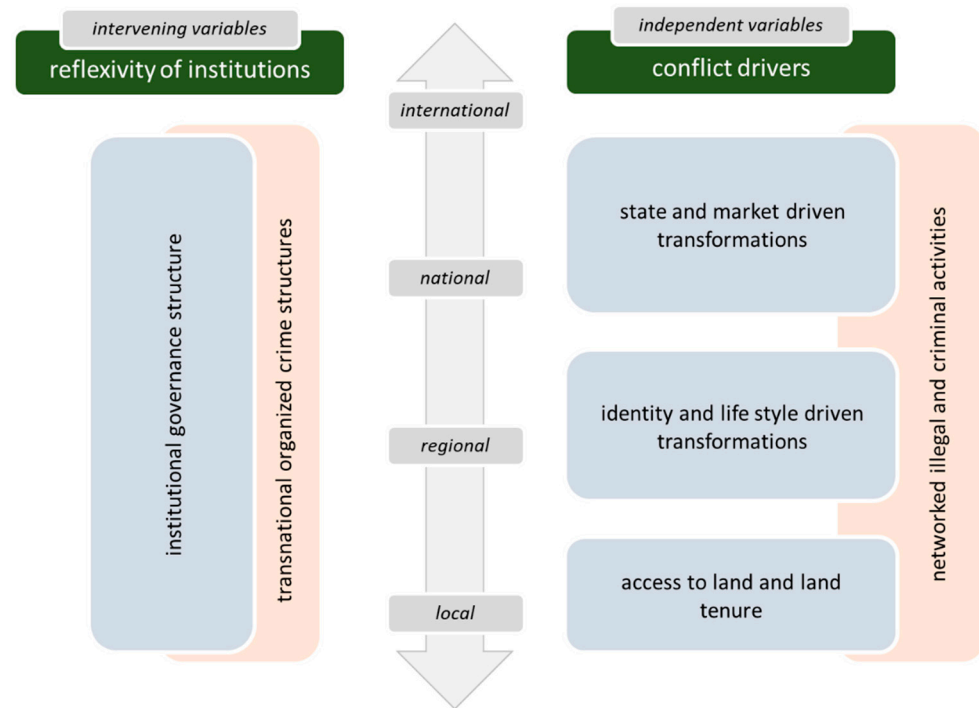 intervening variables
reflexivity of institutions
institutional governance structure
transnational organized crime structures
international
national
regional
local
independent variables
conflict drivers
state and market driven
transformations
identity and life style driven
transformations
access to land and land
tenure
networked illegal and criminal activities